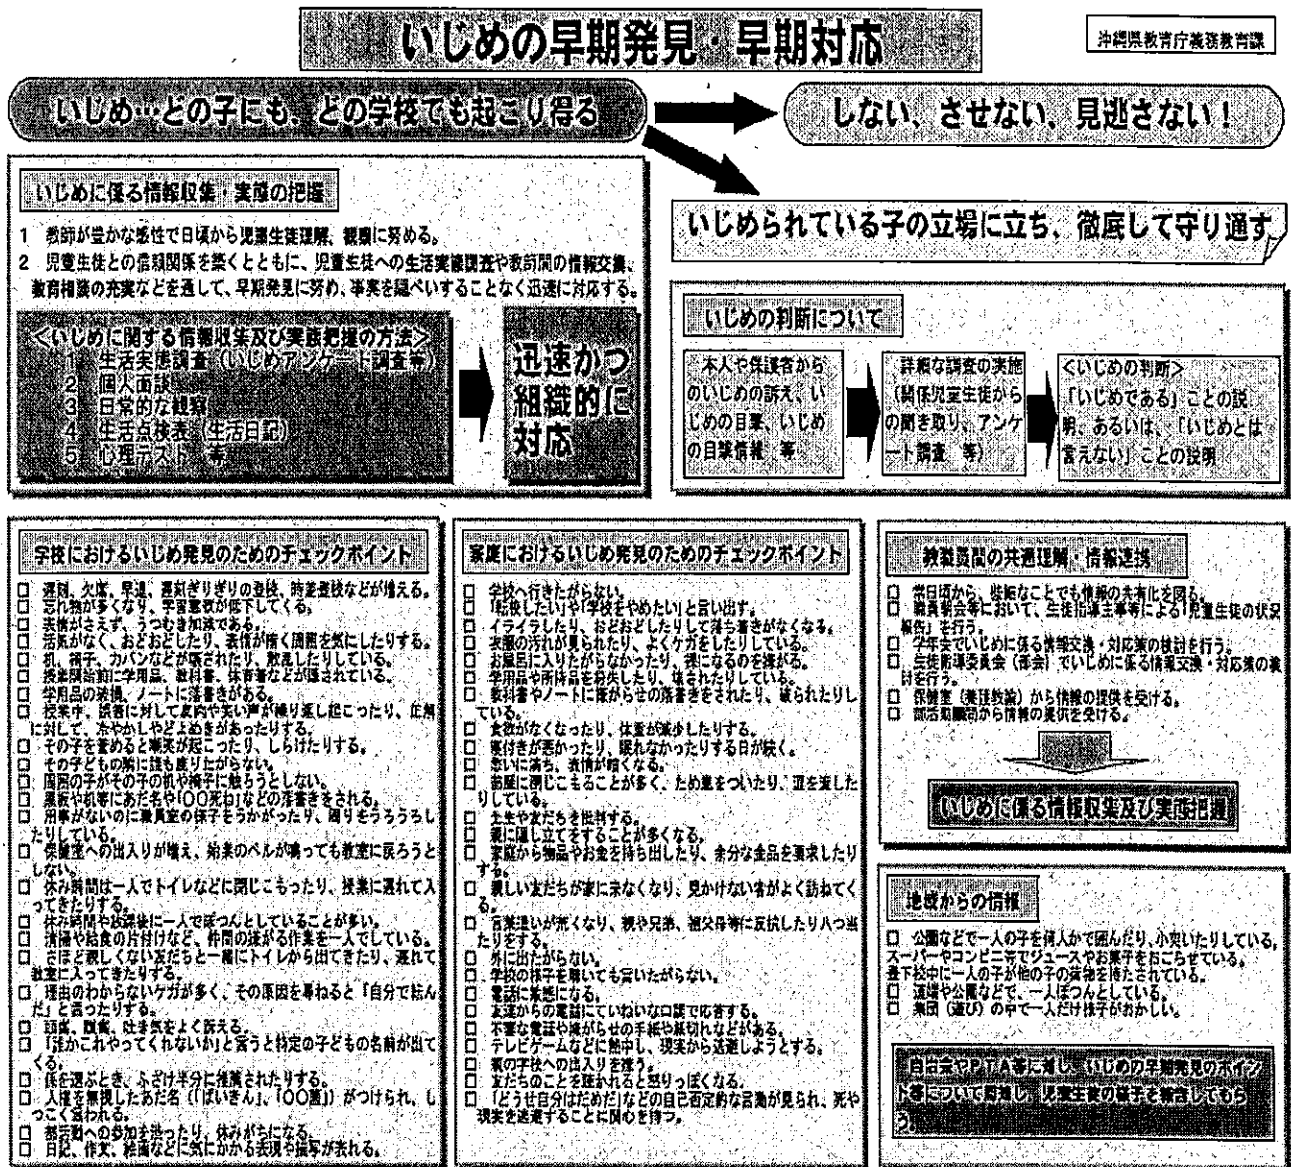 いじめの早期発見・早期対応
沖縄県教育庁義務教育課
いじめ…どの子にも、どの学校でも起こり得る
しない、させない、見逃さない！
いじめに係る情報収集・実態の把握
1 教師が豊かな感性で日頃から児童生徒理解、観察に努める。
2 児童生徒との信頼関係を築くとともに、児童生徒への生活実態調査や教師間の情報交換、
教育相談の充実などを通して、早期発見に努め、事実を隠ぺいすることなく迅速に対応する。
＜いじめに関する情報収集及び実態把握の方法＞
1 生活実態調査（いじめアンケート調査等）
2 個人面談
3 日常的な観察
4 生活点検表（生活日記）
5 心理テスト 等
迅速かつ
組織的に
対応
いじめられている子の立場に立ち、徹底して守り通す
いじめの判断について
本人や保護者から
のいじめの訴え、い
じめの目撃、いじめ
の目撃情報 等
詳細な調査の実施
（関係児童生徒から
の聞き取り、アンケ
ート調査 等）
＜いじめの判断＞
「いじめである」ことの説
明、あるいは、「いじめとは
言えない」ことの説明
学校におけるいじめ発見のためのチェックポイント
□ 遅刻、欠席、早退、遅刻ぎりぎりの登校、時差登校などが増える。
□ 忘れ物が多くなり、学習意欲が低下してくる。
□ 表情がさえず、うつむき加減である。
□ 活気がなく、おどおどしたり、表情が暗く周囲を気にしたりする。
□ 机、椅子、カバンなどが壊されたり、散乱したりしている。
□ 授業開始前に学用品、教科書、体育着などが隠されている。
□ 学用品の破損、ノートに落書きがある。
□ 授業中、誤答に対して皮肉や笑い声が繰り返し起こったり、正解
に対して、冷やかしやどよめきがあったりする。
□ その子を誉めると嘲笑が起こったり、しらけたりする。
□ その子どもの隣に誰も座りたがらない。
□ 周囲の子がその子の机や椅子に触ろうとしない。
□ 黒板や机等にあだ名や「〇〇死ね」などの落書きをされる。
□ 用事がないのに職員室の様子をうかがったり、周りをうろうろし
たりしている。
□ 保健室への出入りが増え、始業のベルが鳴っても教室に戻ろうと
しない。
□ 休み時間は一人でトイレなどに閉じこもったり、授業に遅れて入
ってきたりする。
□ 休み時間や放課後に一人でぽつんとしていることが多い。
□ 清掃や給食の片付けなど、仲間の嫌がる作業を一人でしている。
□ さほど親しくない友だちと一緒にトイレから出てきたり、遅れて
教室に入ってきたりする。
□ 理由のわからないケガが多く、その原因を尋ねると「自分で転ん
だ」と言ったりする。
□ 頭痛、腹痛、吐き気をよく訴える。
□ 「誰かこれやってくれないか」と言うと特定の子どもの名前が出て
くる。
□ 係を選ぶとき、ふざけ半分に推薦されたりする。
□ 人権を無視したあだ名（「ばいきん」、「〇〇菌」）がつけられ、し
つこく言われる。
□ 部活動への参加を渋ったり、休みがちになる。
□ 日記、作文、絵画などに気にかかる表現や描写が表れる。
家庭におけるいじめ発見のためのチェックポイント
□ 学校へ行きたがらない。
□ 「転校したい」や「学校をやめたい」と言い出す。
□ イライラしたり、おどおどしたりして落ち着きがなくなる。
□ 衣服の汚れが見られたり、よくケガをしたりしている。
□ お風呂に入りたがらなかったり、裸になるのを嫌がる。
□ 学用品や所持品を紛失したり、壊されたりしている。
□ 教科書やノートに嫌がらせの落書きをされたり、破られたりし
ている。
□ 食欲がなくなったり、体重が減少したりする。
□ 寝付きが悪かったり、眠れなかったりする日が続く。
□ 憂いに満ち、表情が暗くなる。
□ 部屋に閉じこもることが多く、ため息をついたり、涙を流した
りしている。
□ 先生や友だちを批判する。
□ 親に隠し立てをすることが多くなる。
□ 家庭から物品やお金を持ち出したり、余分な金品を要求したり
する。
□ 親しい友だちが家に来なくなり、見かけない者がよく訪ねてく
る。
□ 言葉遣いが荒くなり、親や兄弟、祖父母等に反抗したり八つ当
たりをする。
□ 外に出たがらない。
□ 学校の様子を聞いても言いたがらない。
□ 電話に敏感になる。
□ 友達からの電話にていねいな口調で応答する。
□ 不審な電話や嫌がらせの手紙や紙切れなどがある。
□ テレビゲームなどに熱中し、現実から逃避しようとする。
□ 親の学校への出入りを嫌う。
□ 友だちのことを聴かれると怒りっぽくなる。
□ 「どうせ自分はだめだ」などの自己否定的な言動が見られ、死や
現実を逃避することに関心を持つ。
教職員間の共通理解・情報連携
□ 常日頃から、些細なことでも情報の共有化を図る。
□ 職員朝会等において、生徒指導主事等による「児童生徒の状況
報告」を行う。
□ 学年会でいじめに係る情報交換・対応策の検討を行う。
□ 生徒指導委員会（部会）でいじめに係る情報交換・対応策の検
討を行う。
□ 保健室（養護教諭）から情報の提供を受ける。
□ 部活動顧問から情報の提供を受ける。
いじめに係る情報収集及び実態把握
地域からの情報
□ 公園などで一人の子を何人かで囲んだり、小突いたりしている。
スーパーやコンビニ等でジュースやお菓子をおごらせている。
登下校中に一人の子が他の子の荷物を持たされている。
□ 道端や公園などで、一人ぽつんとしている。
□ 集団（遊び）の中で一人だけ様子がおかしい。
自治会やPTA等に対し、いじめの早期発見のポイン
ト等について周知し、児童生徒の様子を報告してもら
う。